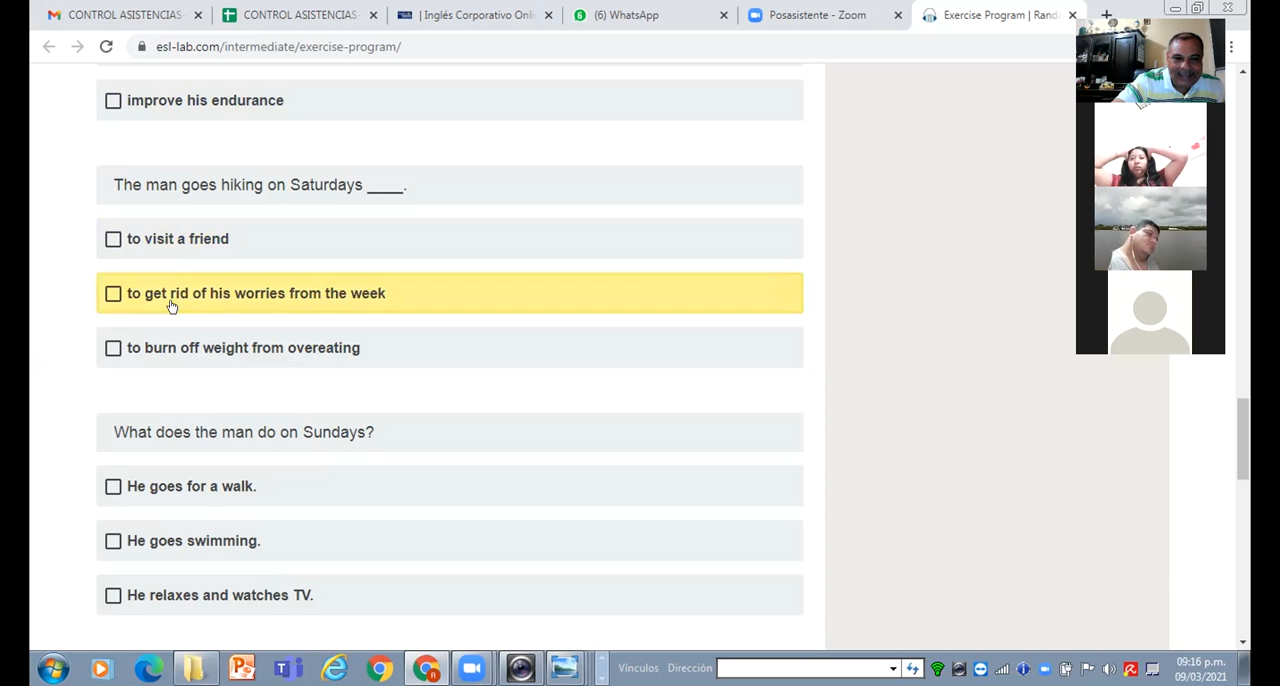 CONTROL ASISTENCIAS-
CONTROL ASISTENCIAS-
| Inglés Corporativo Onli
(6) WhatsApp
Posasistente - Zoom
Exercise Program | Rand
esl-lab.com/intermediate/exercise-program/
improve his endurance
The man goes hiking on Saturdays ____.
to visit a friend
to get rid of his worries from the week
to burn off weight from overeating
What does the man do on Sundays?
He goes for a walk.
He goes swimming.
He relaxes and watches TV.
Vínculos
Dirección
09:16 p.m.
09/03/2021